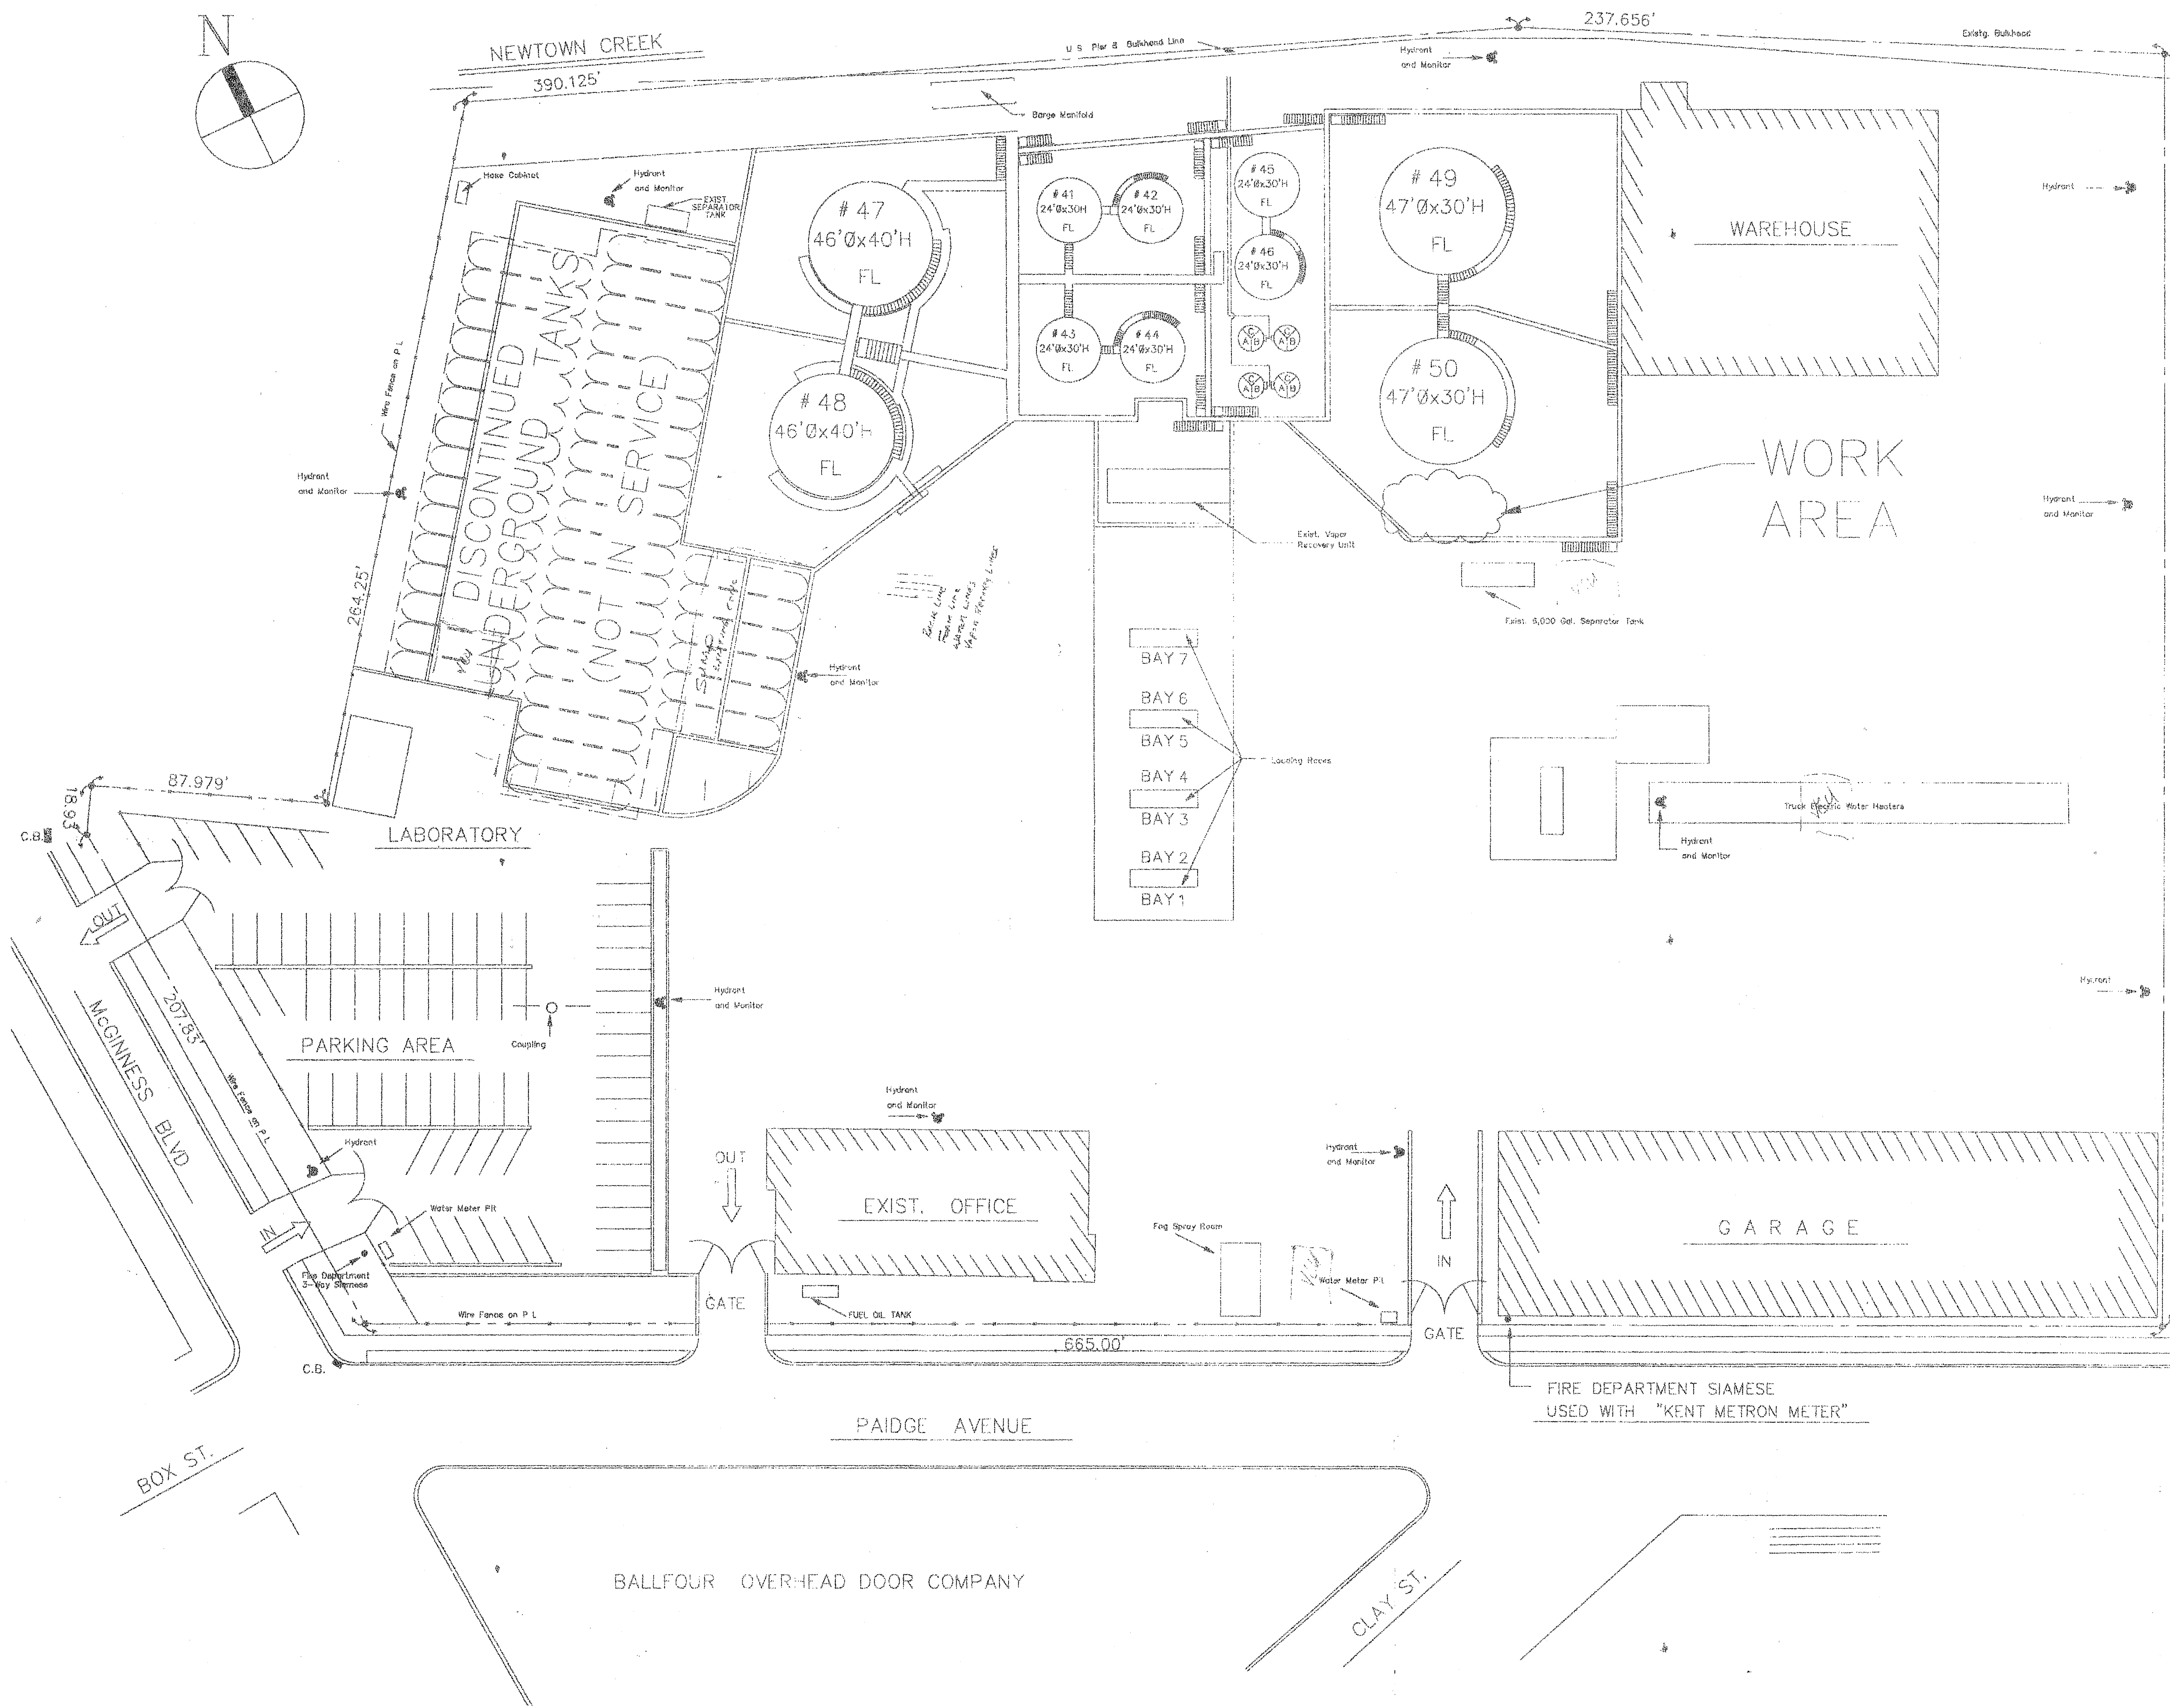 N
NEWTOWN CREEK
390.125'
U S Pier & Bulkhead Line
237.656'
Existg. Bulkhead
Hydrant
and Monitor
Barge Manifold
Hose Cabinet
Hydrant
and Monitor
EXIST.
SEPARATOR
TANK
# 47
46'Øx40'H
FL
# 41
24'Øx30H
FL
# 42
24'Øx30'H
FL
# 45
24'Øx30'H
FL
# 46
24'Øx30'H
FL
# 49
47'Øx30'H
FL
WAREHOUSE
Hydrant
# 43
24'Øx30'H
FL
# 44
24'Øx30'H
FL
C
A B
C
A B
C
A B
C
A B
# 48
46'Øx40'H
FL
# 50
47'Øx30'H
FL
WORK
AREA
Wire Fence on P L
DISCONTINUED
UNDERGROUND TANKS
(NOT IN SERVICE)
Hydrant
and Monitor
Hydrant
and Monitor
Exist. Vapor
Recovery Unit
Exist. 6,000 Gal. Separator Tank
264.25'
WATER LINES
Hydrant
and Monitor
BAY 7
BAY 6
BAY 5
BAY 4
BAY 3
BAY 2
BAY 1
Loading Racks
Truck Electric Water Heaters
Hydrant
and Monitor
87.979'
18.93'
C.B.
LABORATORY
OUT
207.83'
McGINNESS BLVD
Wire Fence on P L
PARKING AREA
Coupling
Hydrant
and Monitor
Hydrant
Hydrant
and Monitor
Hydrant
IN
Water Meter Pit
Fire Department
3-Way Siamese
OUT
EXIST. OFFICE
Hydrant
and Monitor
Fog Spray Room
Water Meter Pit
IN
GARAGE
Wire Fence on P L
GATE
FUEL OIL TANK
665.00'
GATE
C.B.
FIRE DEPARTMENT SIAMESE
USED WITH "KENT METRON METER"
PAIDGE AVENUE
BOX ST.
BALLFOUR OVERHEAD DOOR COMPANY
CLAY ST.